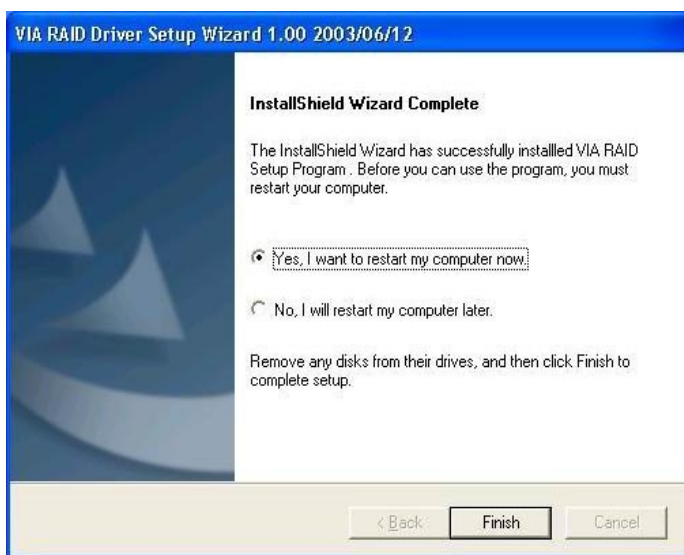 VIA RAID Driver Setup Wizard 1.00 2003/06/12
InstallShield Wizard Complete
The InstallShield Wizard has successfully installled VIA RAID
Setup Program . Before you can use the program, you must
restart your computer.
Yes, I want to restart my computer now.
No, I will restart my computer later.
Remove any disks from their drives, and then click Finish to
complete setup.
< Back
Finish
Cancel